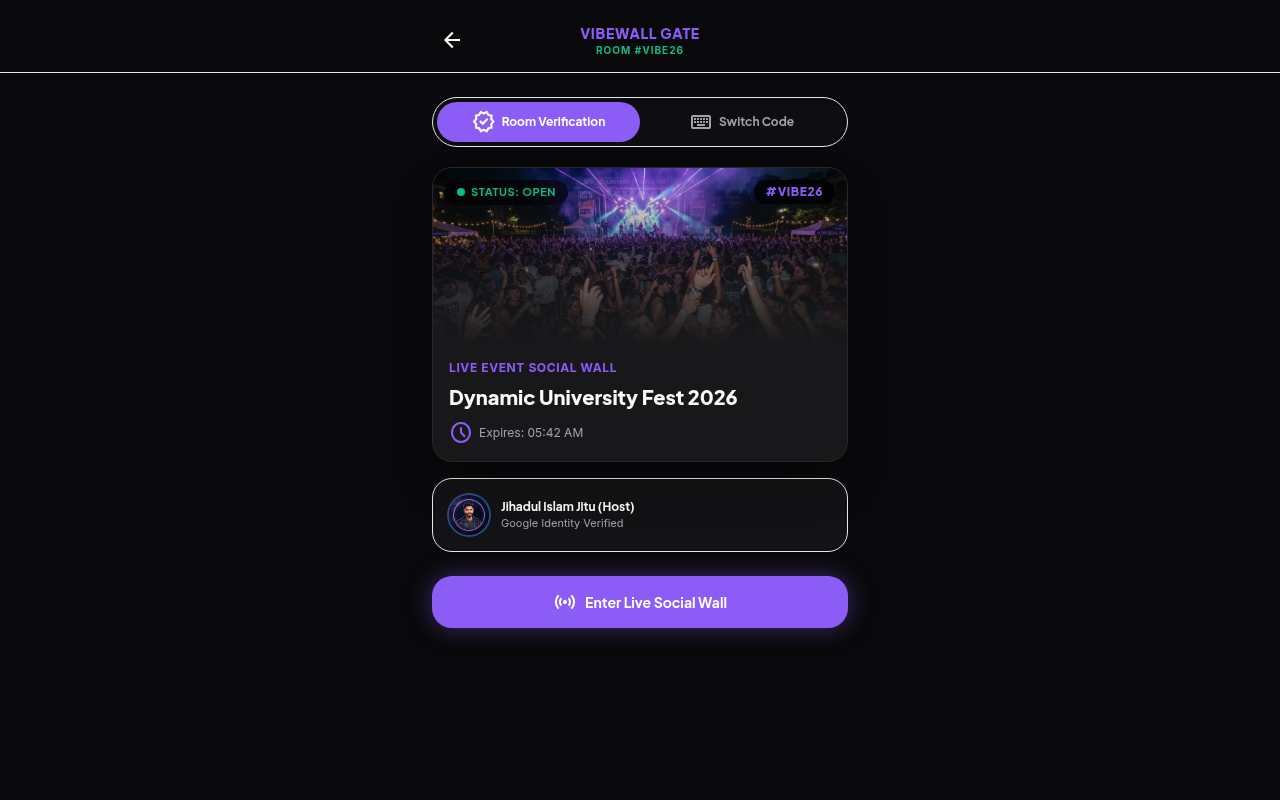 VIBEWALL GATE
ROOM #VIBE26
Room Verification
Switch Code
STATUS: OPEN
#VIBE26
LIVE EVENT SOCIAL WALL
Dynamic University Fest 2026
Expires: 05:42 AM
Jihadul Islam Jitu (Host)
Google Identity Verified
Enter Live Social Wall